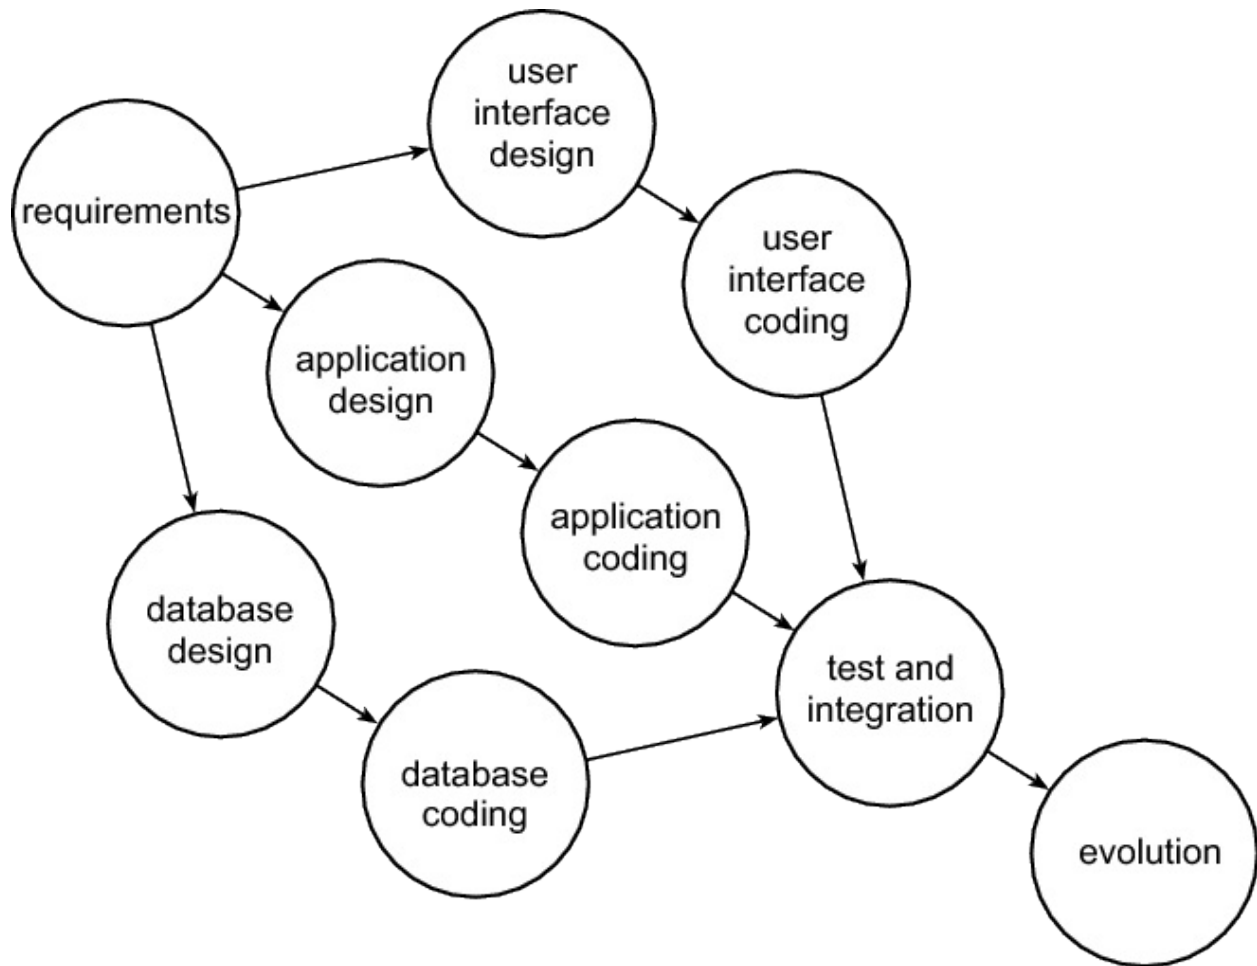 requirements
user
interface
design
user
interface
coding
application
design
application
coding
database
design
database
coding
test and
integration
evolution